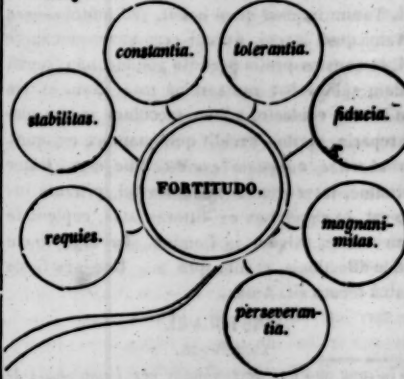 constantia.
tolerantia.
stabilitas.
fiducia.
FORTITUDO.
requies.
magnani-
mitas.
perseveran-
tia.